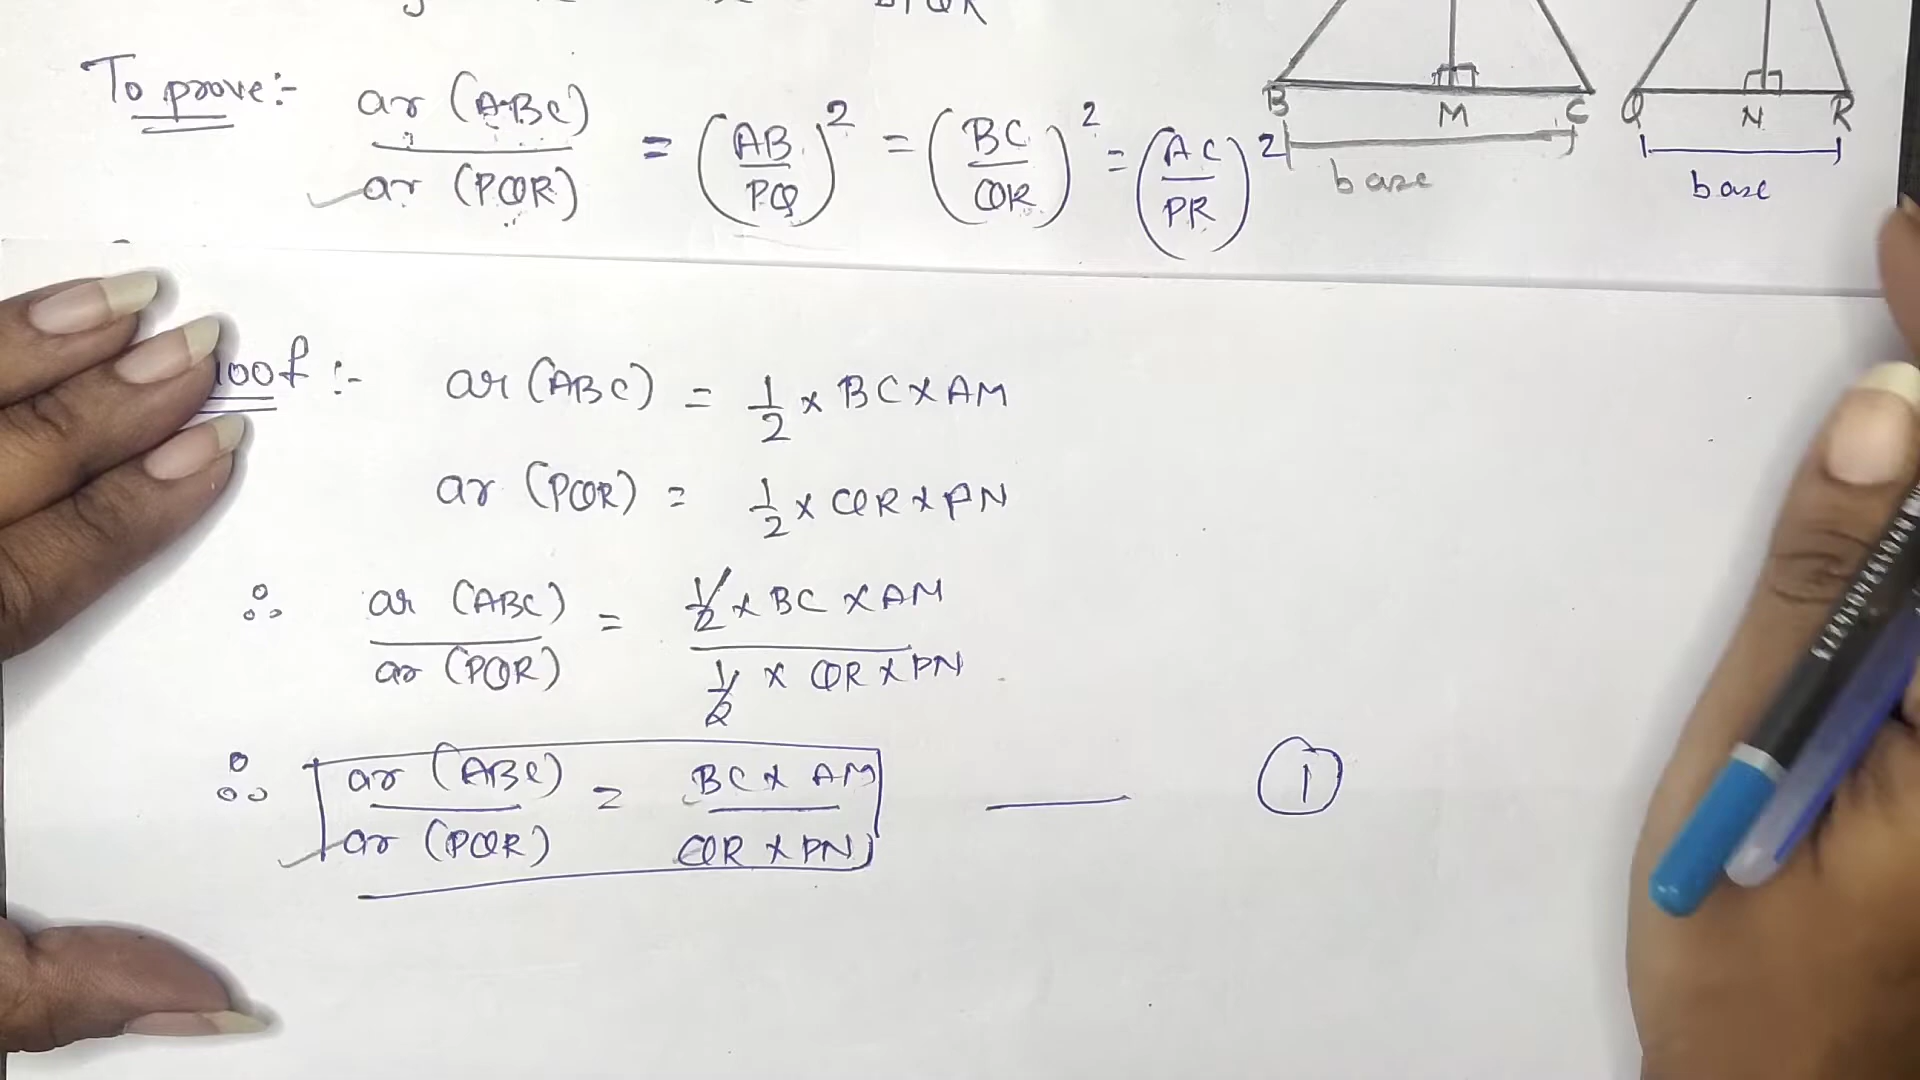 To prove:- ar (ABC) / ar (PQR) = (AB / PQ)² = (BC / QR)² = (AC / PR)²
B M C Q N R
base base
:- ar (ABC) = 1/2 × BC × AM
ar (PQR) = 1/2 × QR × PN
∴ ar (ABC) / ar (PQR) = 1/2 × BC × AM / 1/2 × QR × PN
∴ ar (ABC) / ar (PQR) = BC × AM / QR × PN — 1